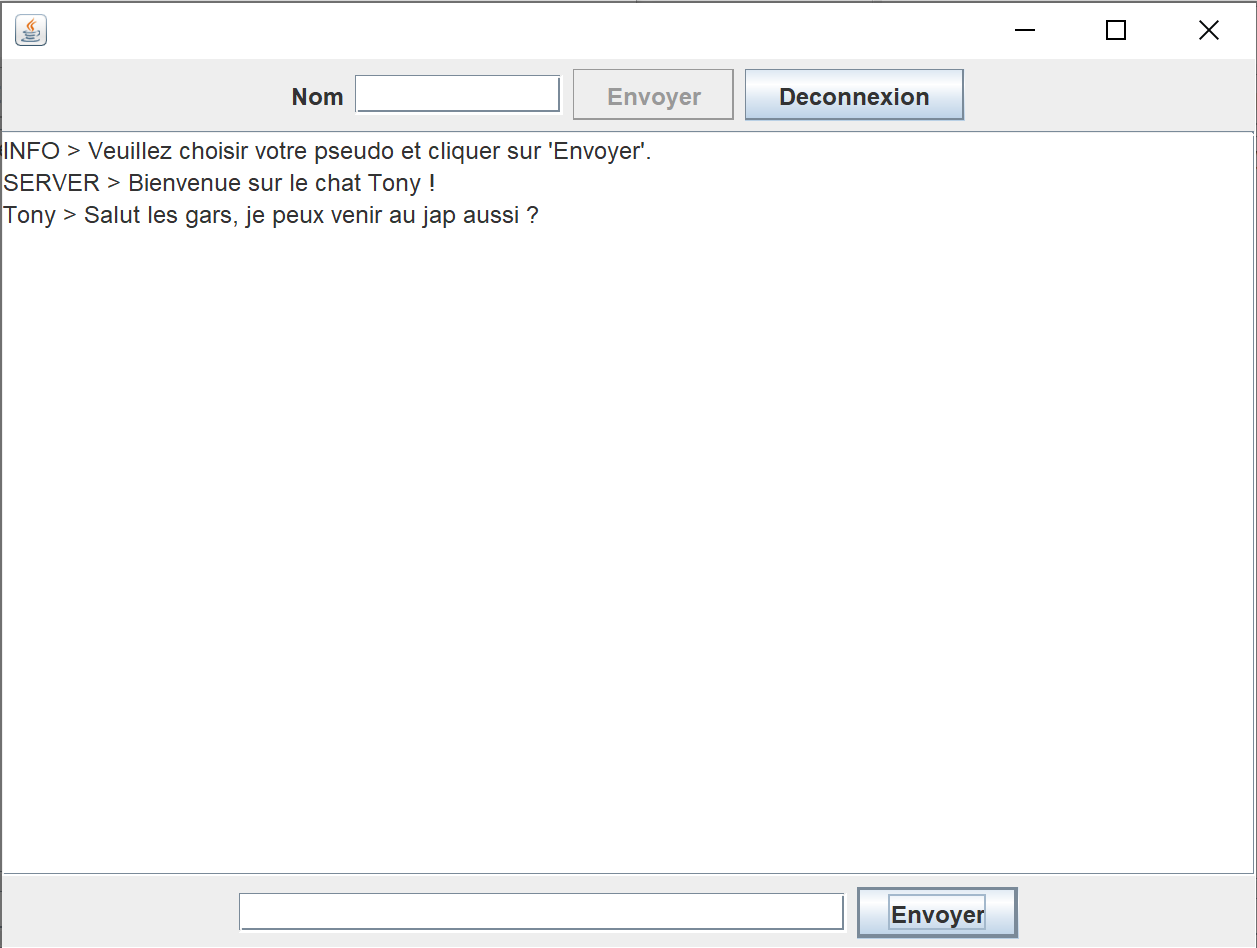 Nom Envoyer Deconnexion
INFO > Veuillez choisir votre pseudo et cliquer sur 'Envoyer'.
SERVER > Bienvenue sur le chat Tony !
Tony > Salut les gars, je peux venir au jap aussi ?
Envoyer